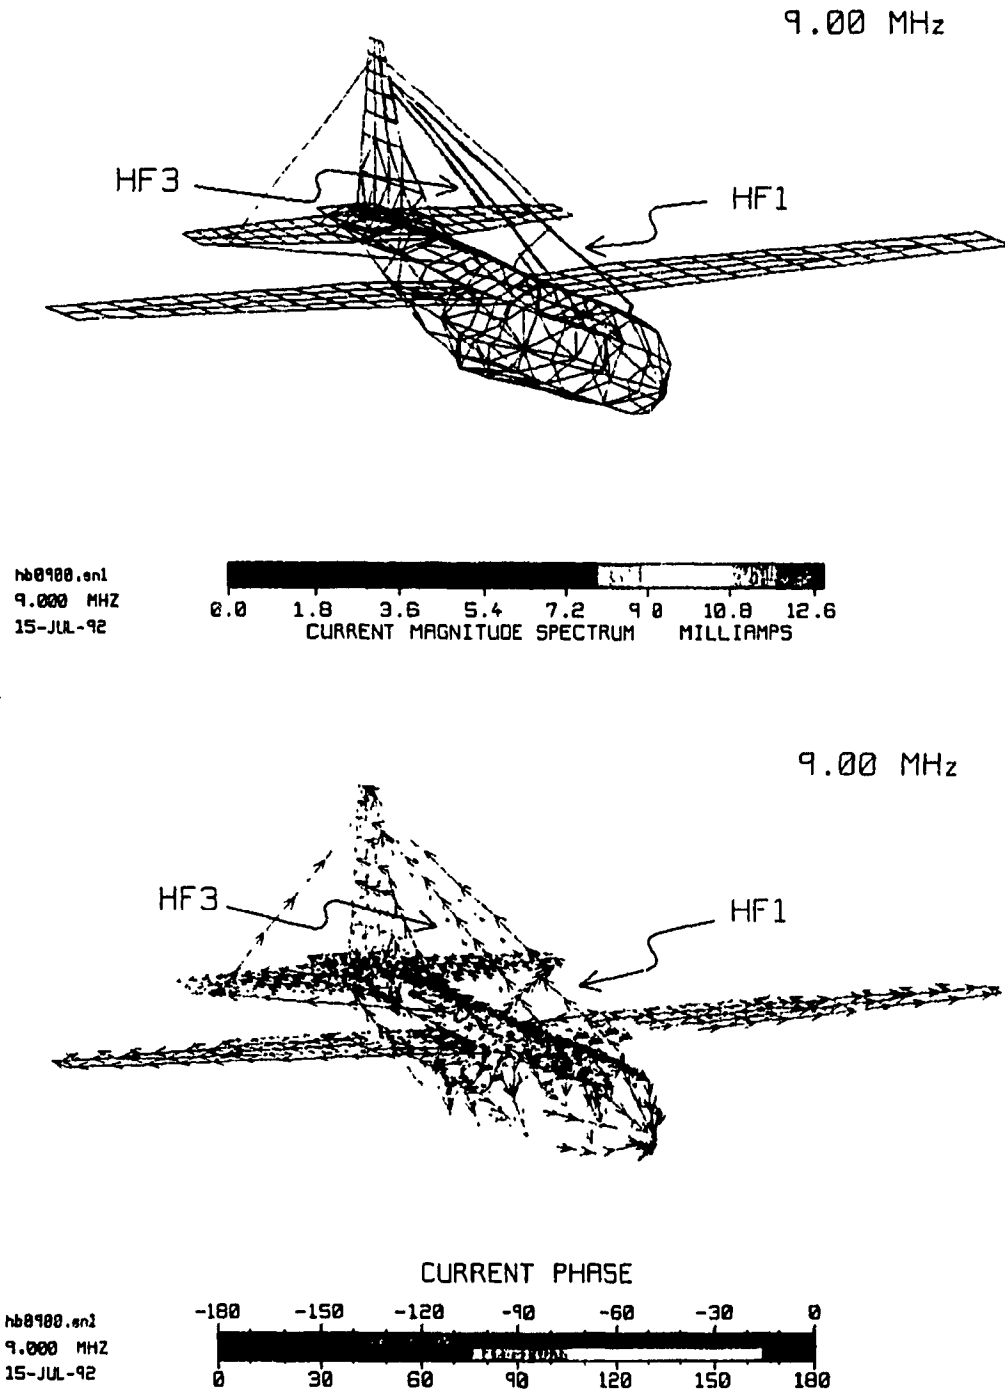 9.00 MHz
HF3
HF1
hb0900.en1
9.000 MHZ
15-JUL-92
0.0 1.8 3.6 5.4 7.2 9 0 10.8 12.6
CURRENT MAGNITUDE SPECTRUM MILLIAMPS
9.00 MHz
HF3
HF1
CURRENT PHASE
-180 -150 -120 -90 -60 -30 0
hb0900.en1
9.000 MHZ
15-JUL-92
0 30 60 90 120 150 180